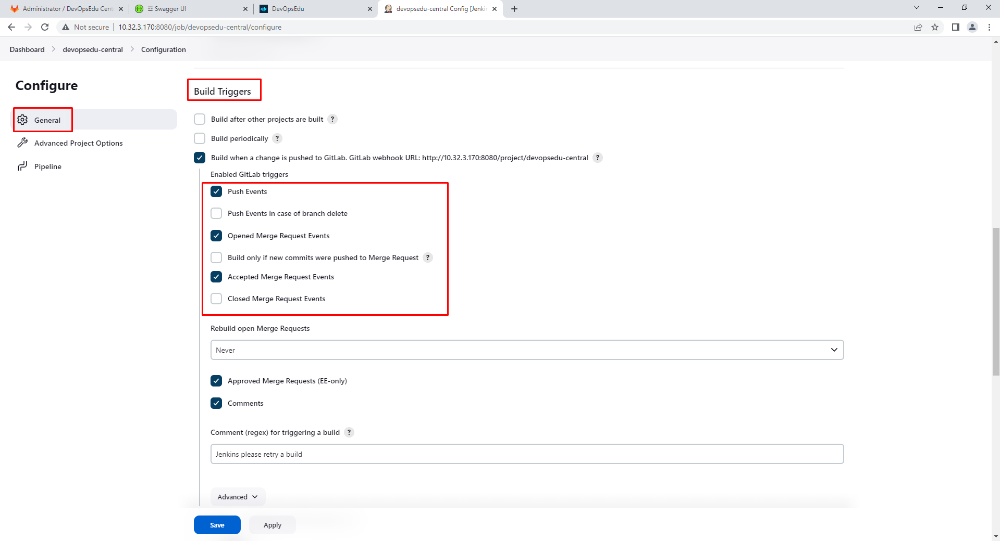 Administrator / DevOpsEdu Cent
Swagger UI
DevOpsEdu
devopsedu-central Config [Jenki
Not secure
10.32.3.170:8080/job/devopsedu-central/configure
Dashboard
devopsedu-central
Configuration
Configure
General
Advanced Project Options
Pipeline
Build Triggers
Build after other projects are built ?
Build periodically ?
Build when a change is pushed to GitLab. GitLab webhook URL: http://10.32.3.170:8080/project/devopsedu-central ?
Enabled GitLab triggers
Push Events
Push Events in case of branch delete
Opened Merge Request Events
Build only if new commits were pushed to Merge Request ?
Accepted Merge Request Events
Closed Merge Request Events
Rebuild open Merge Requests
Never
Approved Merge Requests (EE-only)
Comments
Comment (regex) for triggering a build ?
Jenkins please retry a build
Advanced
Save
Apply